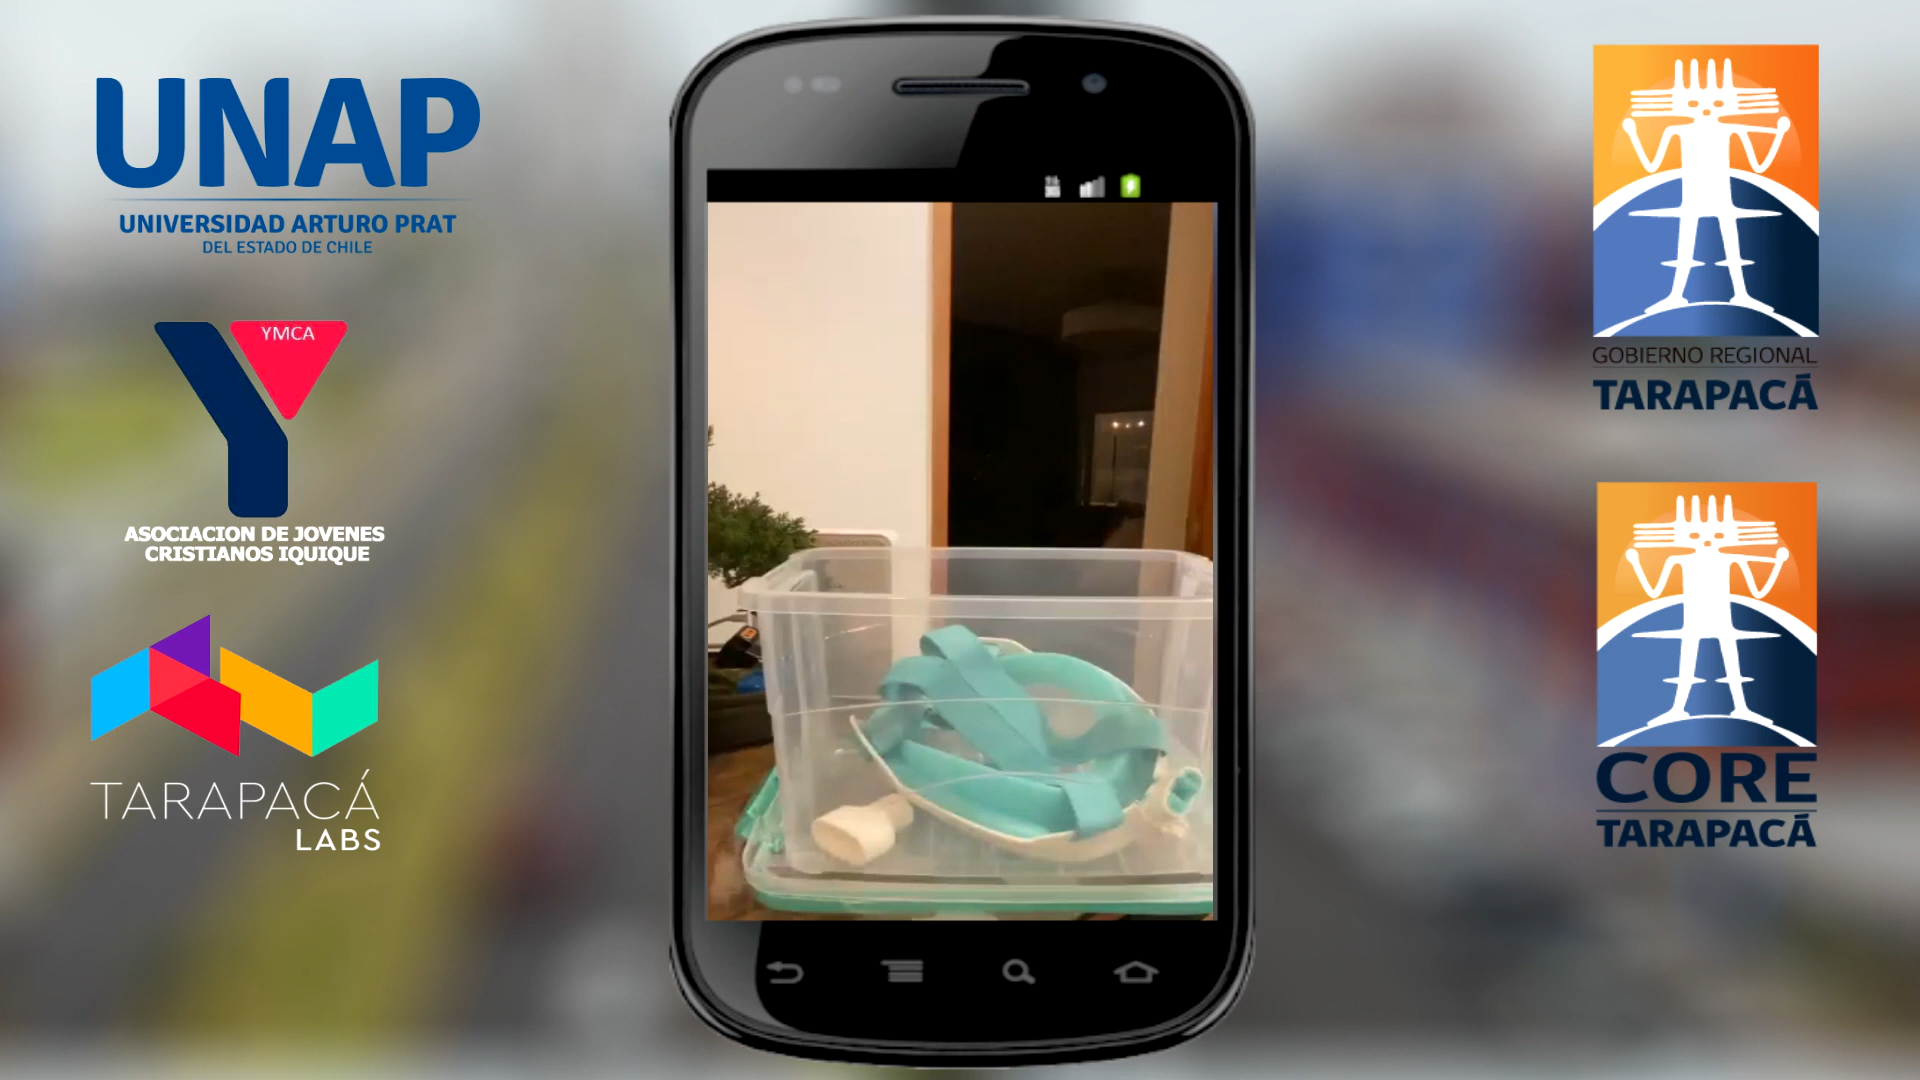 UNAP
UNIVERSIDAD ARTURO PRAT
DEL ESTADO DE CHILE
YMCA
ASOCIACION DE JOVENES
CRISTIANOS IQUIQUE
TARAPACÁ
LABS
GOBIERNO REGIONAL
TARAPACÁ
CORE
TARAPACÁ